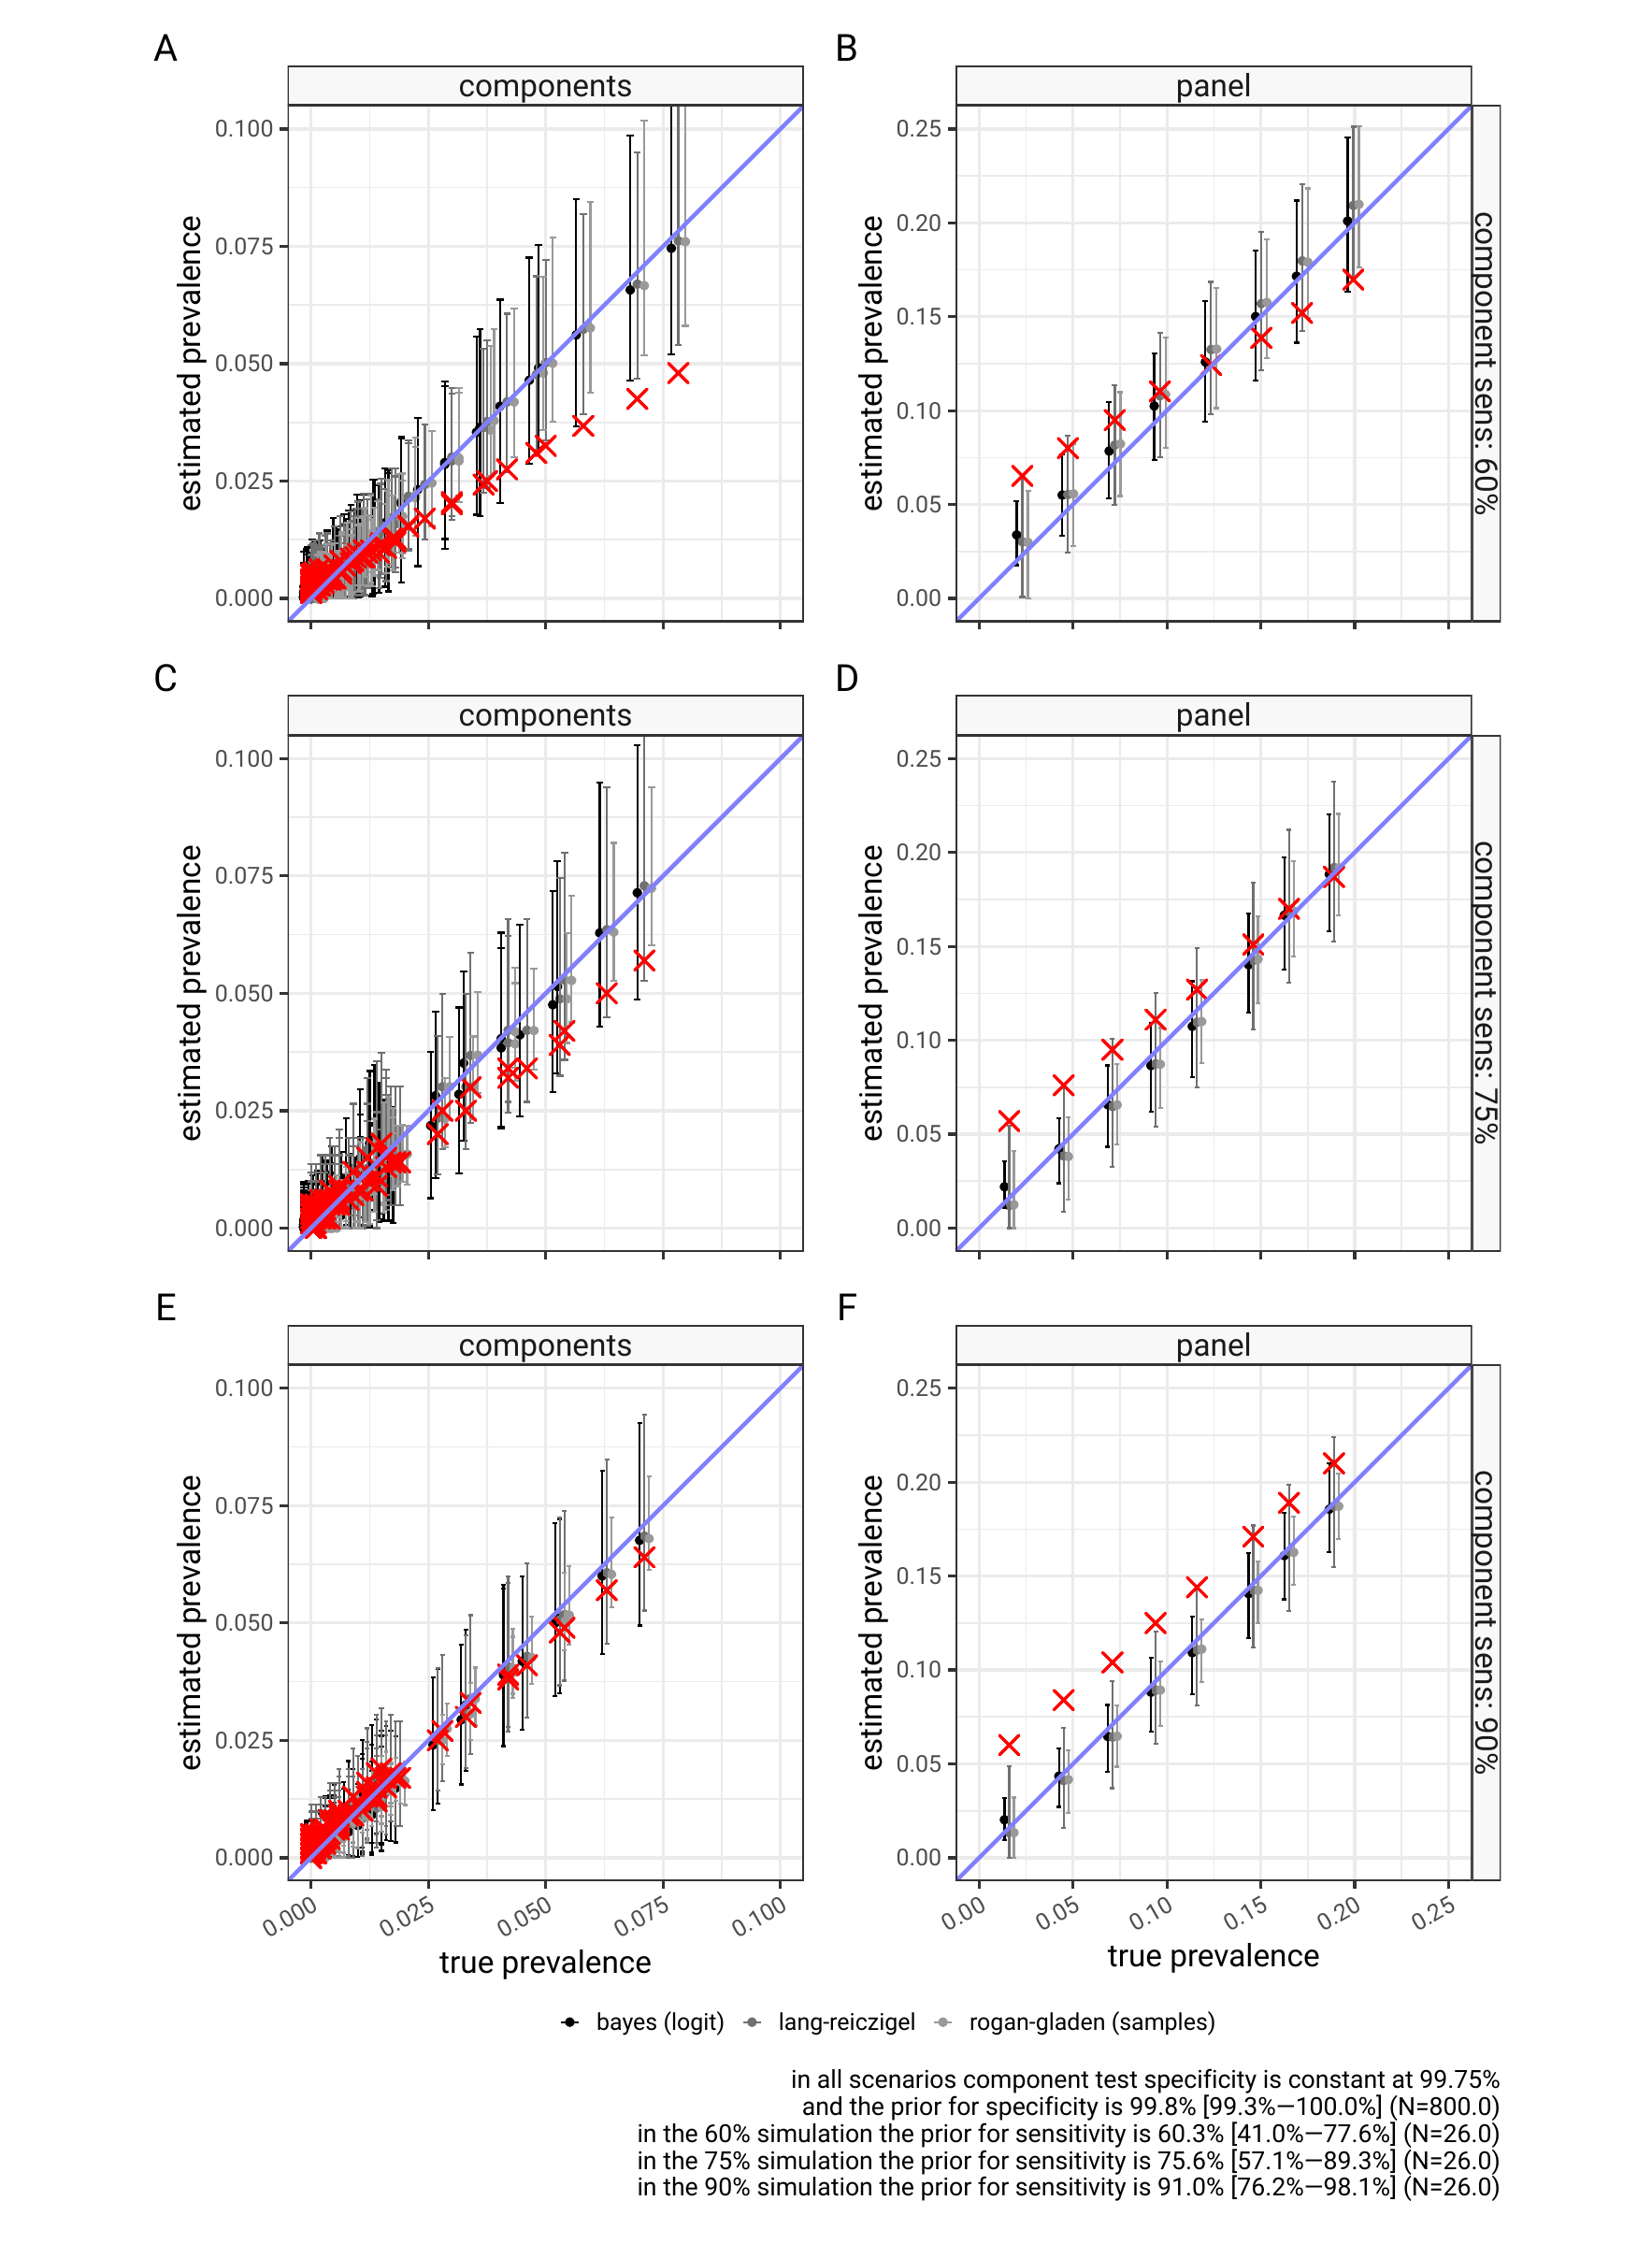 A
B
components
panel
0.100
0.075
0.050
0.025
0.000
estimated prevalence
0.25
0.20
0.15
0.10
0.05
0.00
estimated prevalence
component sens: 60%
C
D
components
panel
0.100
0.075
0.050
0.025
0.000
estimated prevalence
0.25
0.20
0.15
0.10
0.05
0.00
estimated prevalence
component sens: 75%
E
F
components
panel
0.100
0.075
0.050
0.025
0.000
estimated prevalence
0.25
0.20
0.15
0.10
0.05
0.00
estimated prevalence
component sens: 90%
0.000 0.025 0.050 0.075 0.100
true prevalence
0.00 0.05 0.10 0.15 0.20 0.25
true prevalence
bayes (logit) lang-reiczigel rogan-gladen (samples)
in all scenarios component test specificity is constant at 99.75%
and the prior for specificity is 99.8% [99.3%—100.0%] (N=800.0)
in the 60% simulation the prior for sensitivity is 60.3% [41.0%—77.6%] (N=26.0)
in the 75% simulation the prior for sensitivity is 75.6% [57.1%—89.3%] (N=26.0)
in the 90% simulation the prior for sensitivity is 91.0% [76.2%—98.1%] (N=26.0)